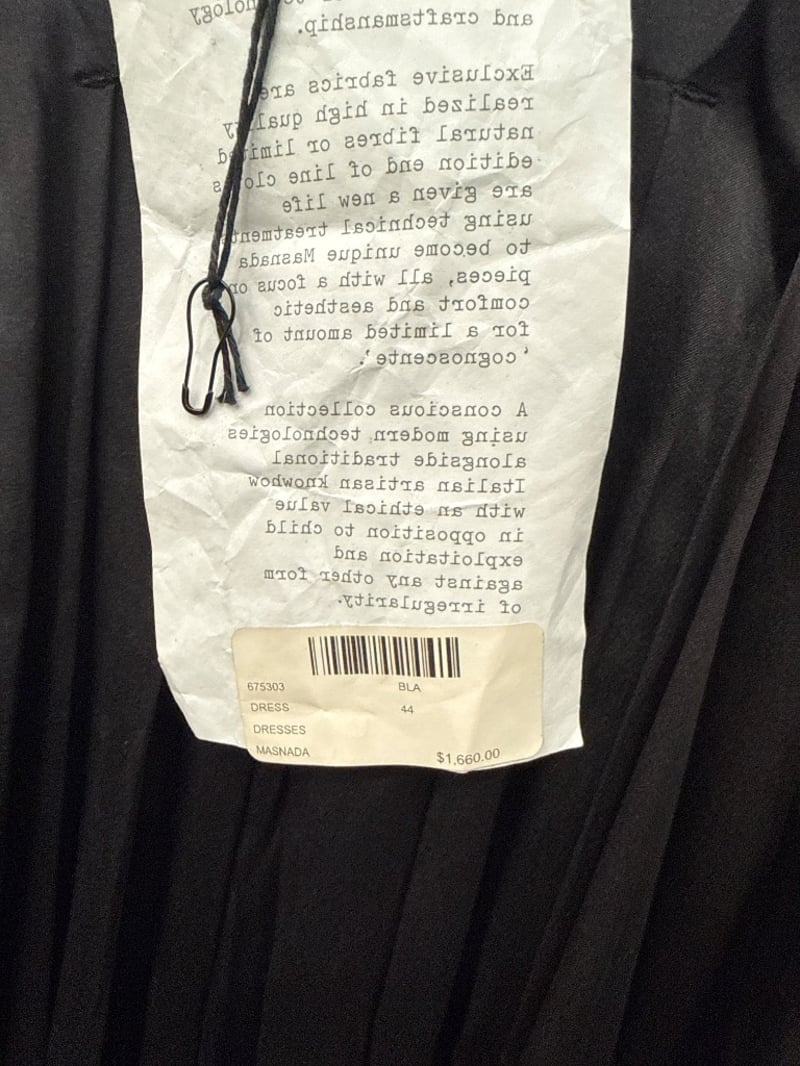 and craftsmanship.
Exclusive fabrics are
realized in high quality
natural fibres or limited
edition end of line
are given a new life
using technical treatments
to become unique Masnada
pieces, all with a focus on
comfort and aesthetic
for a limited amount of
'cognoscente'.
A conscious collection
using modern technologies
alongside traditional
Italian artisan knowhow
with an ethical value
in opposition to child
exploitation and
against any other form
of irregularity.
675303 BLA
DRESS 44
DRESSES
MASNADA $1,660.00